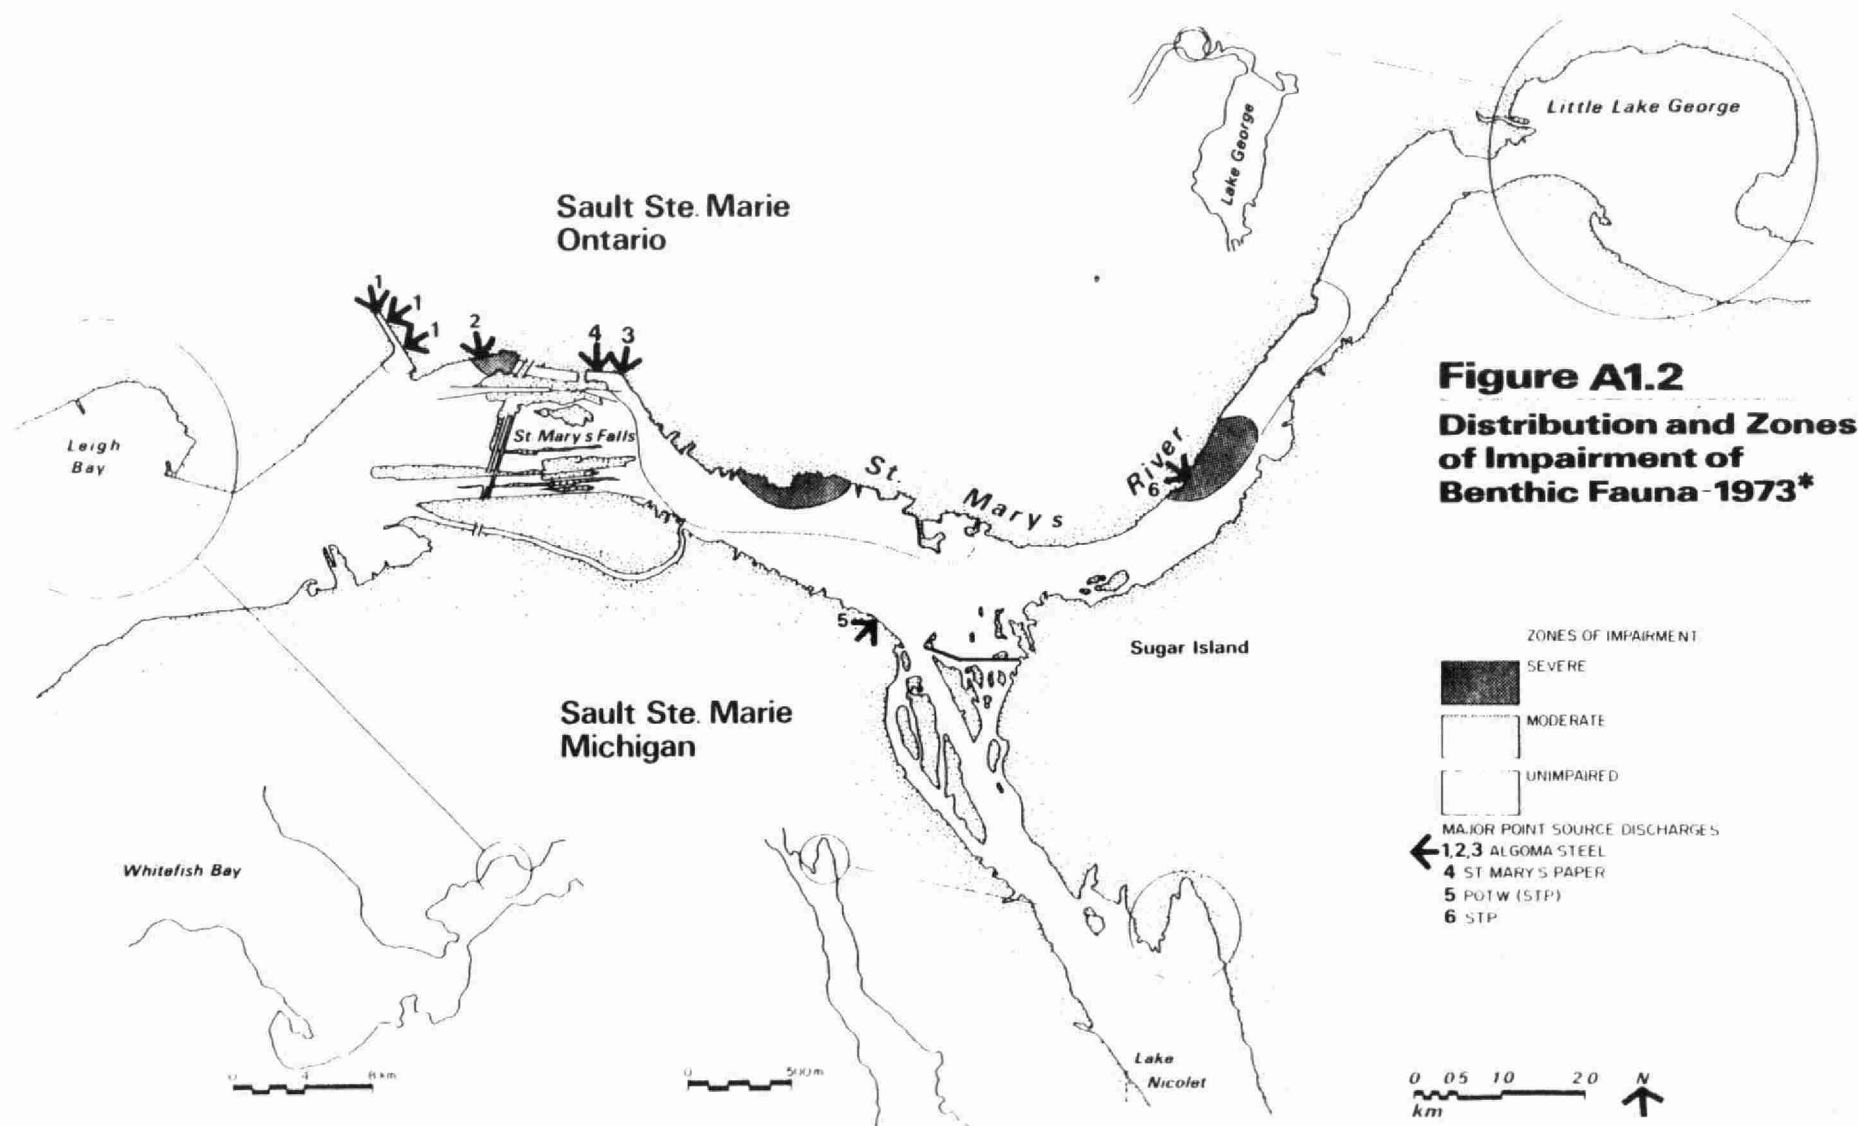 Little Lake George
Lake George
Sault Ste. Marie
Ontario
1
1
1
2
4
3
Leigh
Bay
St Marys Falls
St. Marys River
6
5
Sugar Island
Sault Ste. Marie
Michigan
Whitefish Bay
Lake
Nicolet
Figure A1.2
Distribution and Zones
of Impairment of
Benthic Fauna-1973*
ZONES OF IMPAIRMENT
SEVERE
MODERATE
UNIMPAIRED
MAJOR POINT SOURCE DISCHARGES
1,2,3 ALGOMA STEEL
4 ST MARY'S PAPER
5 POTW (STP)
6 STP
0 4 8 km
0 500 m
0 05 10 20
km
N